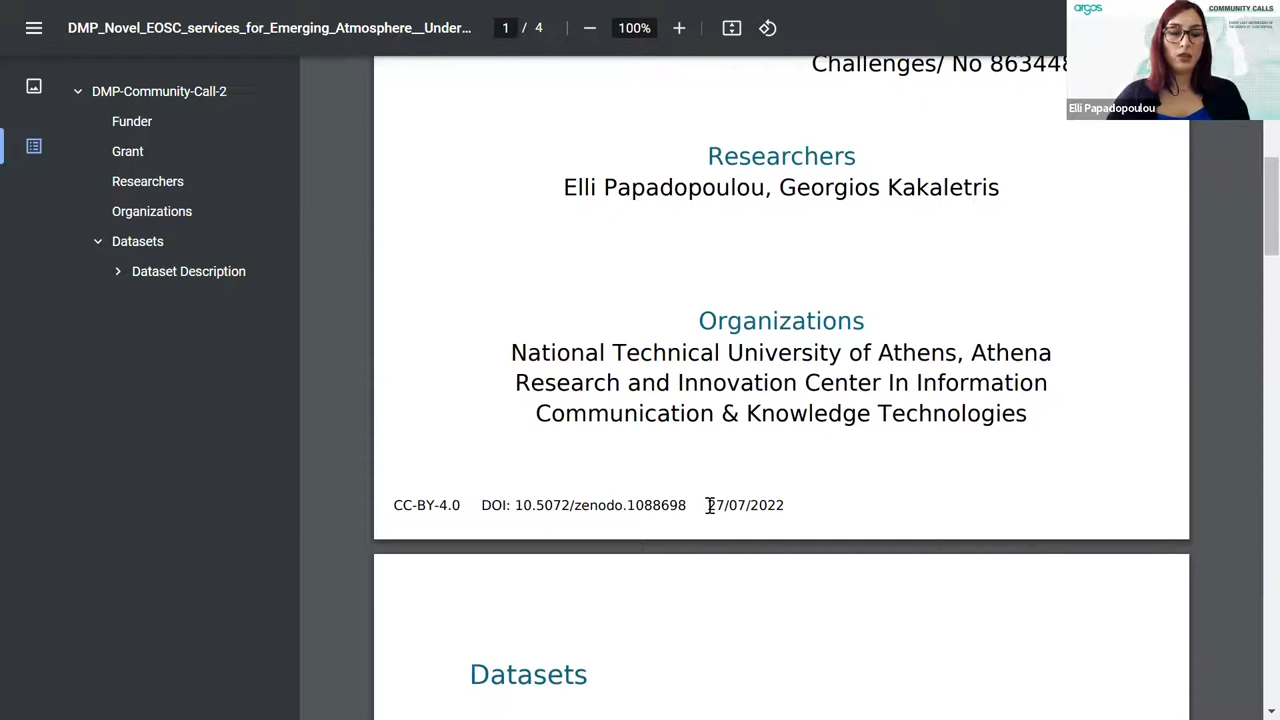 DMP_Novel_EOSC_services_for_Emerging_Atmosphere__Under...
1 / 4
100%
argos
COMMUNITY CALLS
Elli Papadopoulou
DMP-Community-Call-2
Funder
Grant
Researchers
Organizations
Datasets
Dataset Description
Challenges/ No 863448
Researchers
Elli Papadopoulou, Georgios Kakaletris
Organizations
National Technical University of Athens, Athena
Research and Innovation Center In Information
Communication & Knowledge Technologies
CC-BY-4.0 DOI: 10.5072/zenodo.1088698 27/07/2022
Datasets